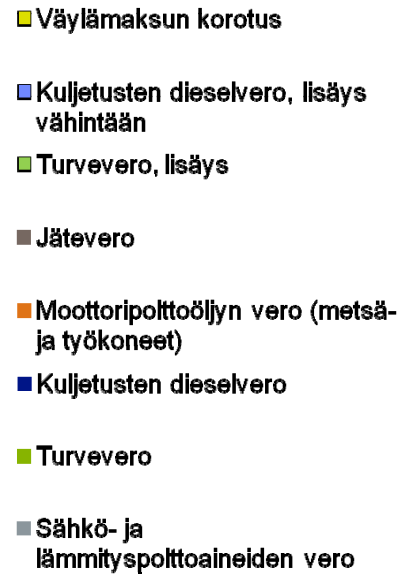 Väylämaksun korotus
Kuljetusten dieselvero, lisäys
vähintään
Turvevero, lisäys
Jätevero
Moottoripolttoöljyn vero (metsä-
ja työkoneet)
Kuljetusten dieselvero
Turvevero
Sähkö- ja
lämmityspolttoaineiden vero